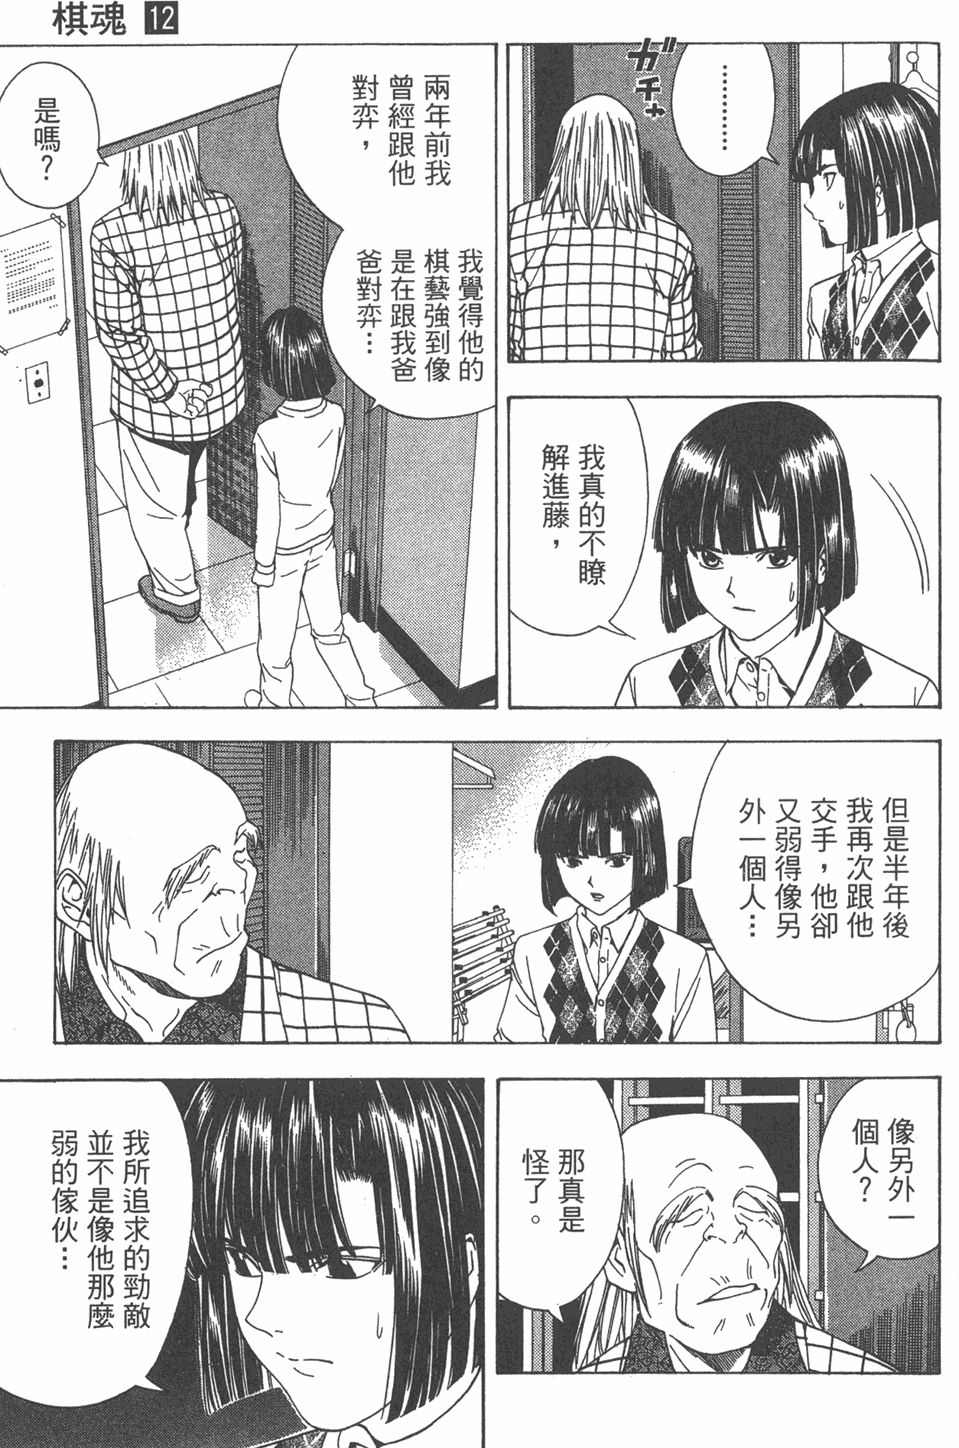 棋魂 12
…………
ガチャ
我真的不瞭
解進藤，
兩年前我
曾經跟他
對弈，
我覺得他的
棋藝強到像
是在跟我爸
爸對弈…
是嗎？
但是半年後
我再次跟他
交手，他卻
又弱得像另
外一個人…
像另外一
個人？
那真是
怪了。
我所追求的勁敵
並不是像他那麼
弱的傢伙…